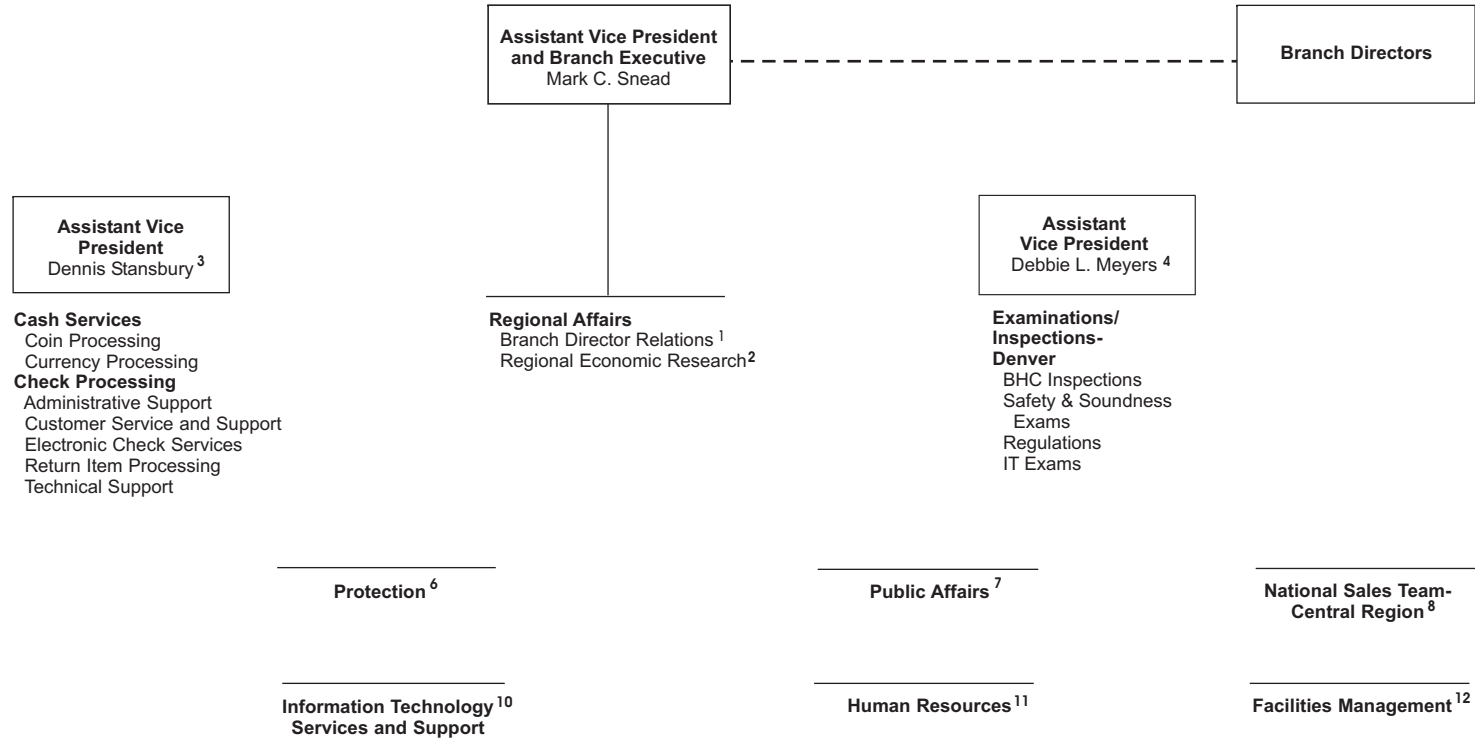 Assistant Vice President
and Branch Executive
Mark C. Snead
Branch Directors
Assistant Vice
President
Dennis Stansbury 3
Cash Services
Coin Processing
Currency Processing
Check Processing
Administrative Support
Customer Service and Support
Electronic Check Services
Return Item Processing
Technical Support
Regional Affairs
Branch Director Relations 1
Regional Economic Research 2
Assistant
Vice President
Debbie L. Meyers 4
Examinations/
Inspections-
Denver
BHC Inspections
Safety & Soundness
Exams
Regulations
IT Exams
Protection 6
Public Affairs 7
National Sales Team-
Central Region 8
Information Technology 10
Services and Support
Human Resources 11
Facilities Management 12